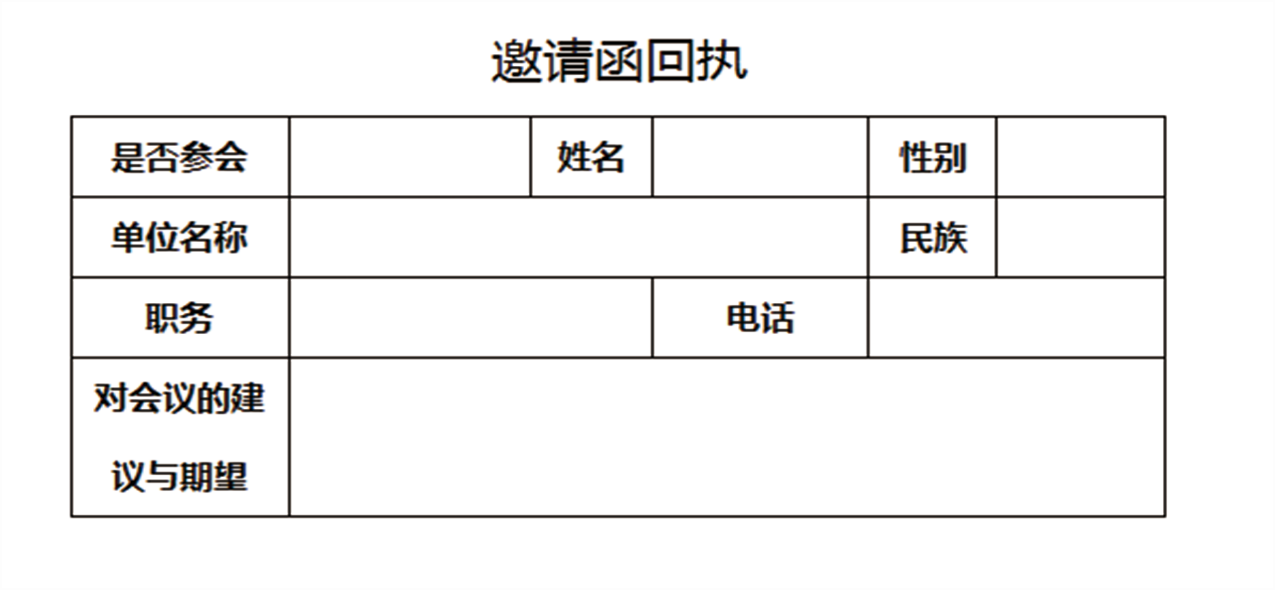 邀请函回执
是否参会 姓名 性别
单位名称 民族
职务 电话
对会议的建
议与期望